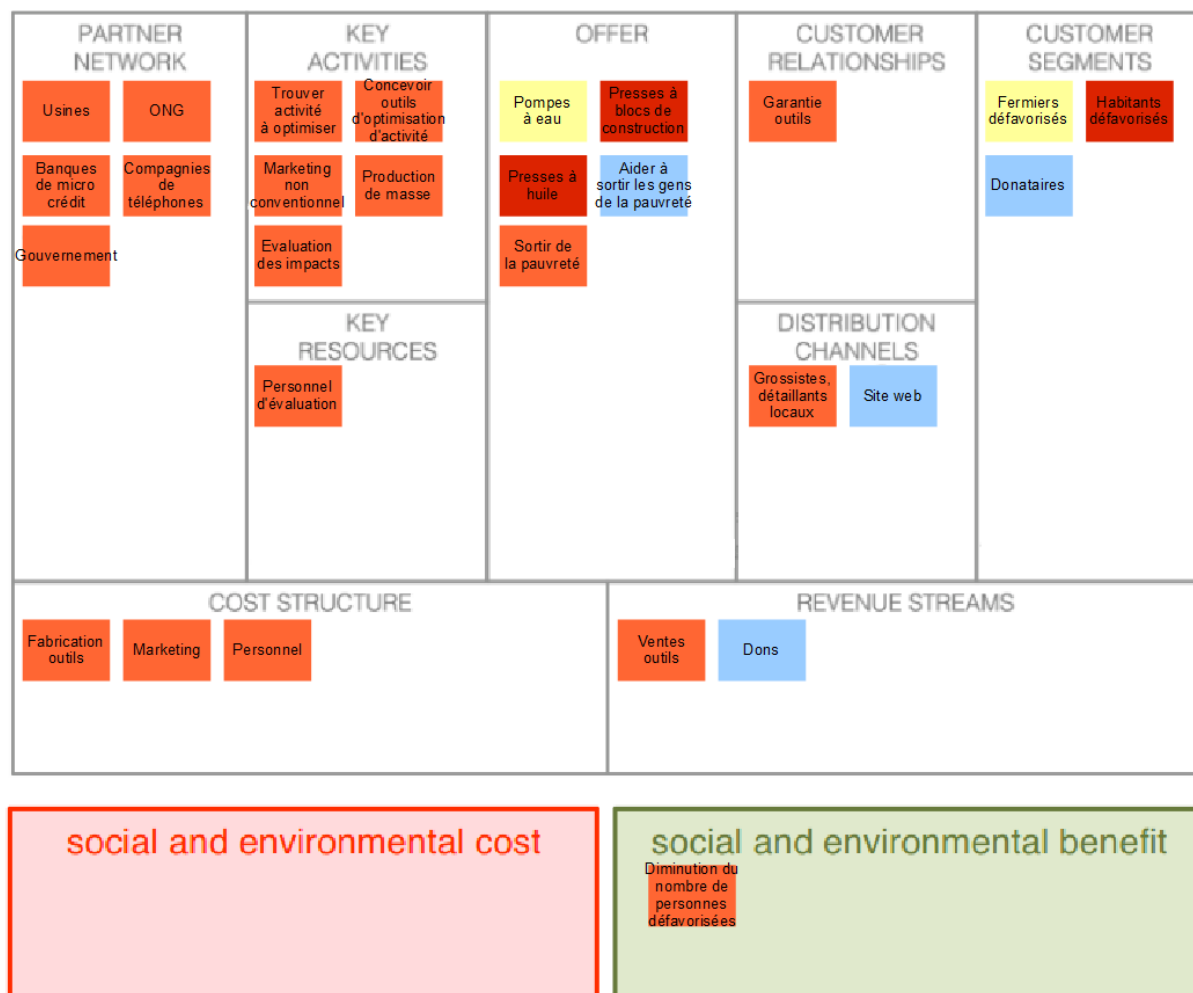 PARTNER
NETWORK
Usines
ONG
Banques
de micro
crédit
Compagnies
de
téléphones
Gouvernement
KEY
ACTIVITIES
Trouver
activité
à optimiser
Concevoir
outils
d'optimisation
d'activité
Marketing
non
conventionnel
Production
de masse
Evaluation
des impacts
KEY
RESOURCES
Personnel
d'évaluation
OFFER
Pompes
à eau
Presses à
blocs de
construction
Presses à
huile
Aider à
sortir les gens
de la pauvreté
Sortir de
la pauvreté
CUSTOMER
RELATIONSHIPS
Garantie
outils
DISTRIBUTION
CHANNELS
Grossistes,
détaillants
locaux
Site web
CUSTOMER
SEGMENTS
Fermiers
défavorisés
Habitants
défavorisés
Donataires
COST STRUCTURE
Fabrication
outils
Marketing
Personnel
REVENUE STREAMS
Ventes
outils
Dons
social and environmental cost
social and environmental benefit
Diminution du
nombre de
personnes
défavorisées